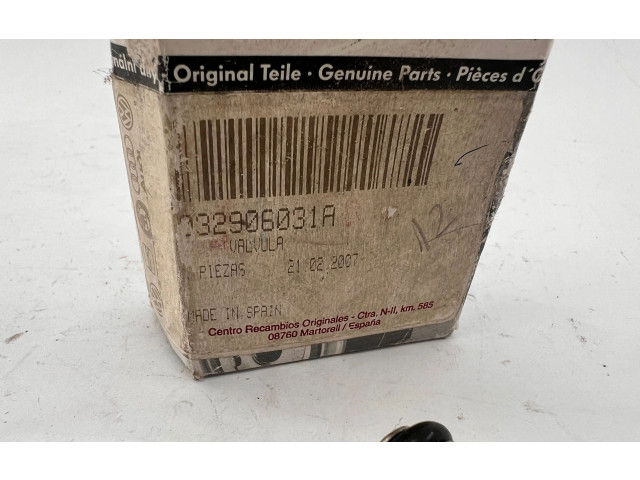 Original Teile · Genuine Parts · Pièces d'O
032906031A
VALVULA
PIEZAS 21.02.2007
MADE IN SPAIN
Centro Recambios Originales - Ctra. N-II, km. 585
08760 Martorell / España